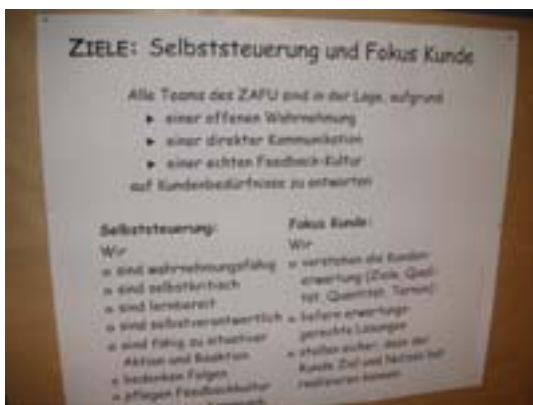 ZIELE: Selbststeuerung und Fokus Kunde
Alle Teams des ZAFU sind in der Lage, aufgrund
► einer offenen Wahrnehmung
► einer direkter Kommunikation
► einer echten Feedback-Kultur
auf Kundenbedürfnisse zu antworten
Selbststeuerung:
Wir
¤ sind wahrnehmungsfähig
¤ sind selbstkritisch
¤ sind lernbereit
¤ sind selbstverantwortlich
¤ sind fähig zu situativer
Aktion und Reaktion
¤ bedenken Folgen
¤ pflegen Feedbackkultur
Fokus Kunde:
Wir
¤ verstehen die Kunden-
erwartung (Ziele, Quali-
tät, Quantität, Termin)
¤ liefern erwartungs-
gerechte Lösungen
¤ stellen sicher, dass der
Kunde Ziel und Nutzen hat
realisieren können